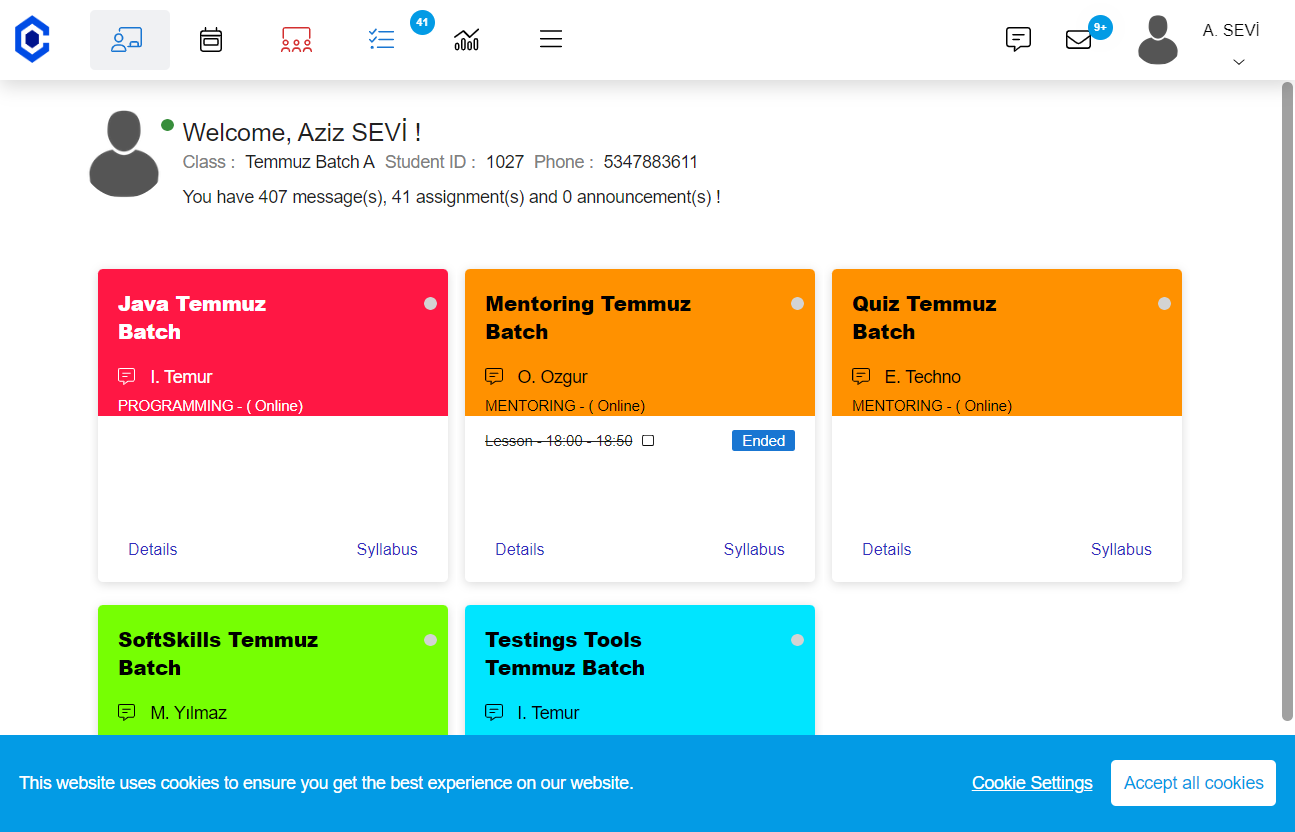 41
9+
A. SEVİ
Welcome, Aziz SEVİ !
Class : Temmuz Batch A Student ID : 1027 Phone : 5347883611
You have 407 message(s), 41 assignment(s) and 0 announcement(s) !
Java Temmuz
Batch
I. Temur
PROGRAMMING - ( Online)
Details Syllabus
Mentoring Temmuz
Batch
O. Ozgur
MENTORING - ( Online)
Lesson - 18:00 - 18:50 Ended
Details Syllabus
Quiz Temmuz
Batch
E. Techno
MENTORING - ( Online)
Details Syllabus
SoftSkills Temmuz
Batch
M. Yılmaz
Testings Tools
Temmuz Batch
I. Temur
This website uses cookies to ensure you get the best experience on our website.
Cookie Settings
Accept all cookies